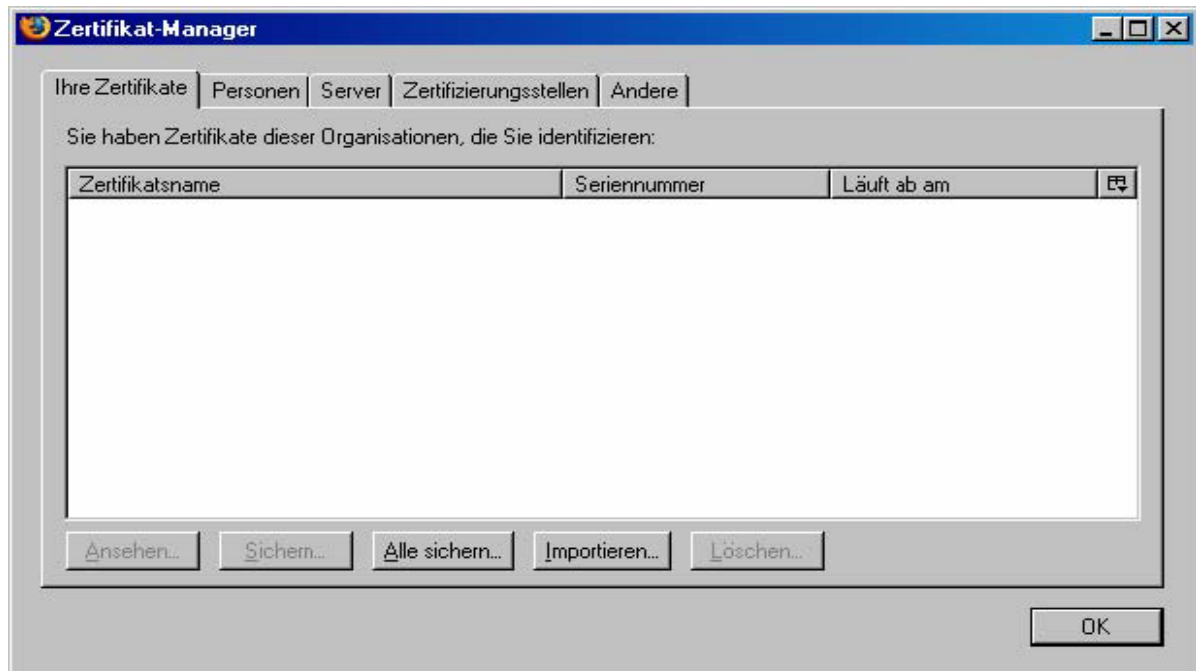 Zertifikat-Manager
Ihre Zertifikate Personen Server Zertifizierungsstellen Andere
Sie haben Zertifikate dieser Organisationen, die Sie identifizieren:
Zertifikatsname Seriennummer Läuft ab am
Ansehen... Sichern... Alle sichern... Importieren... Löschen...
OK